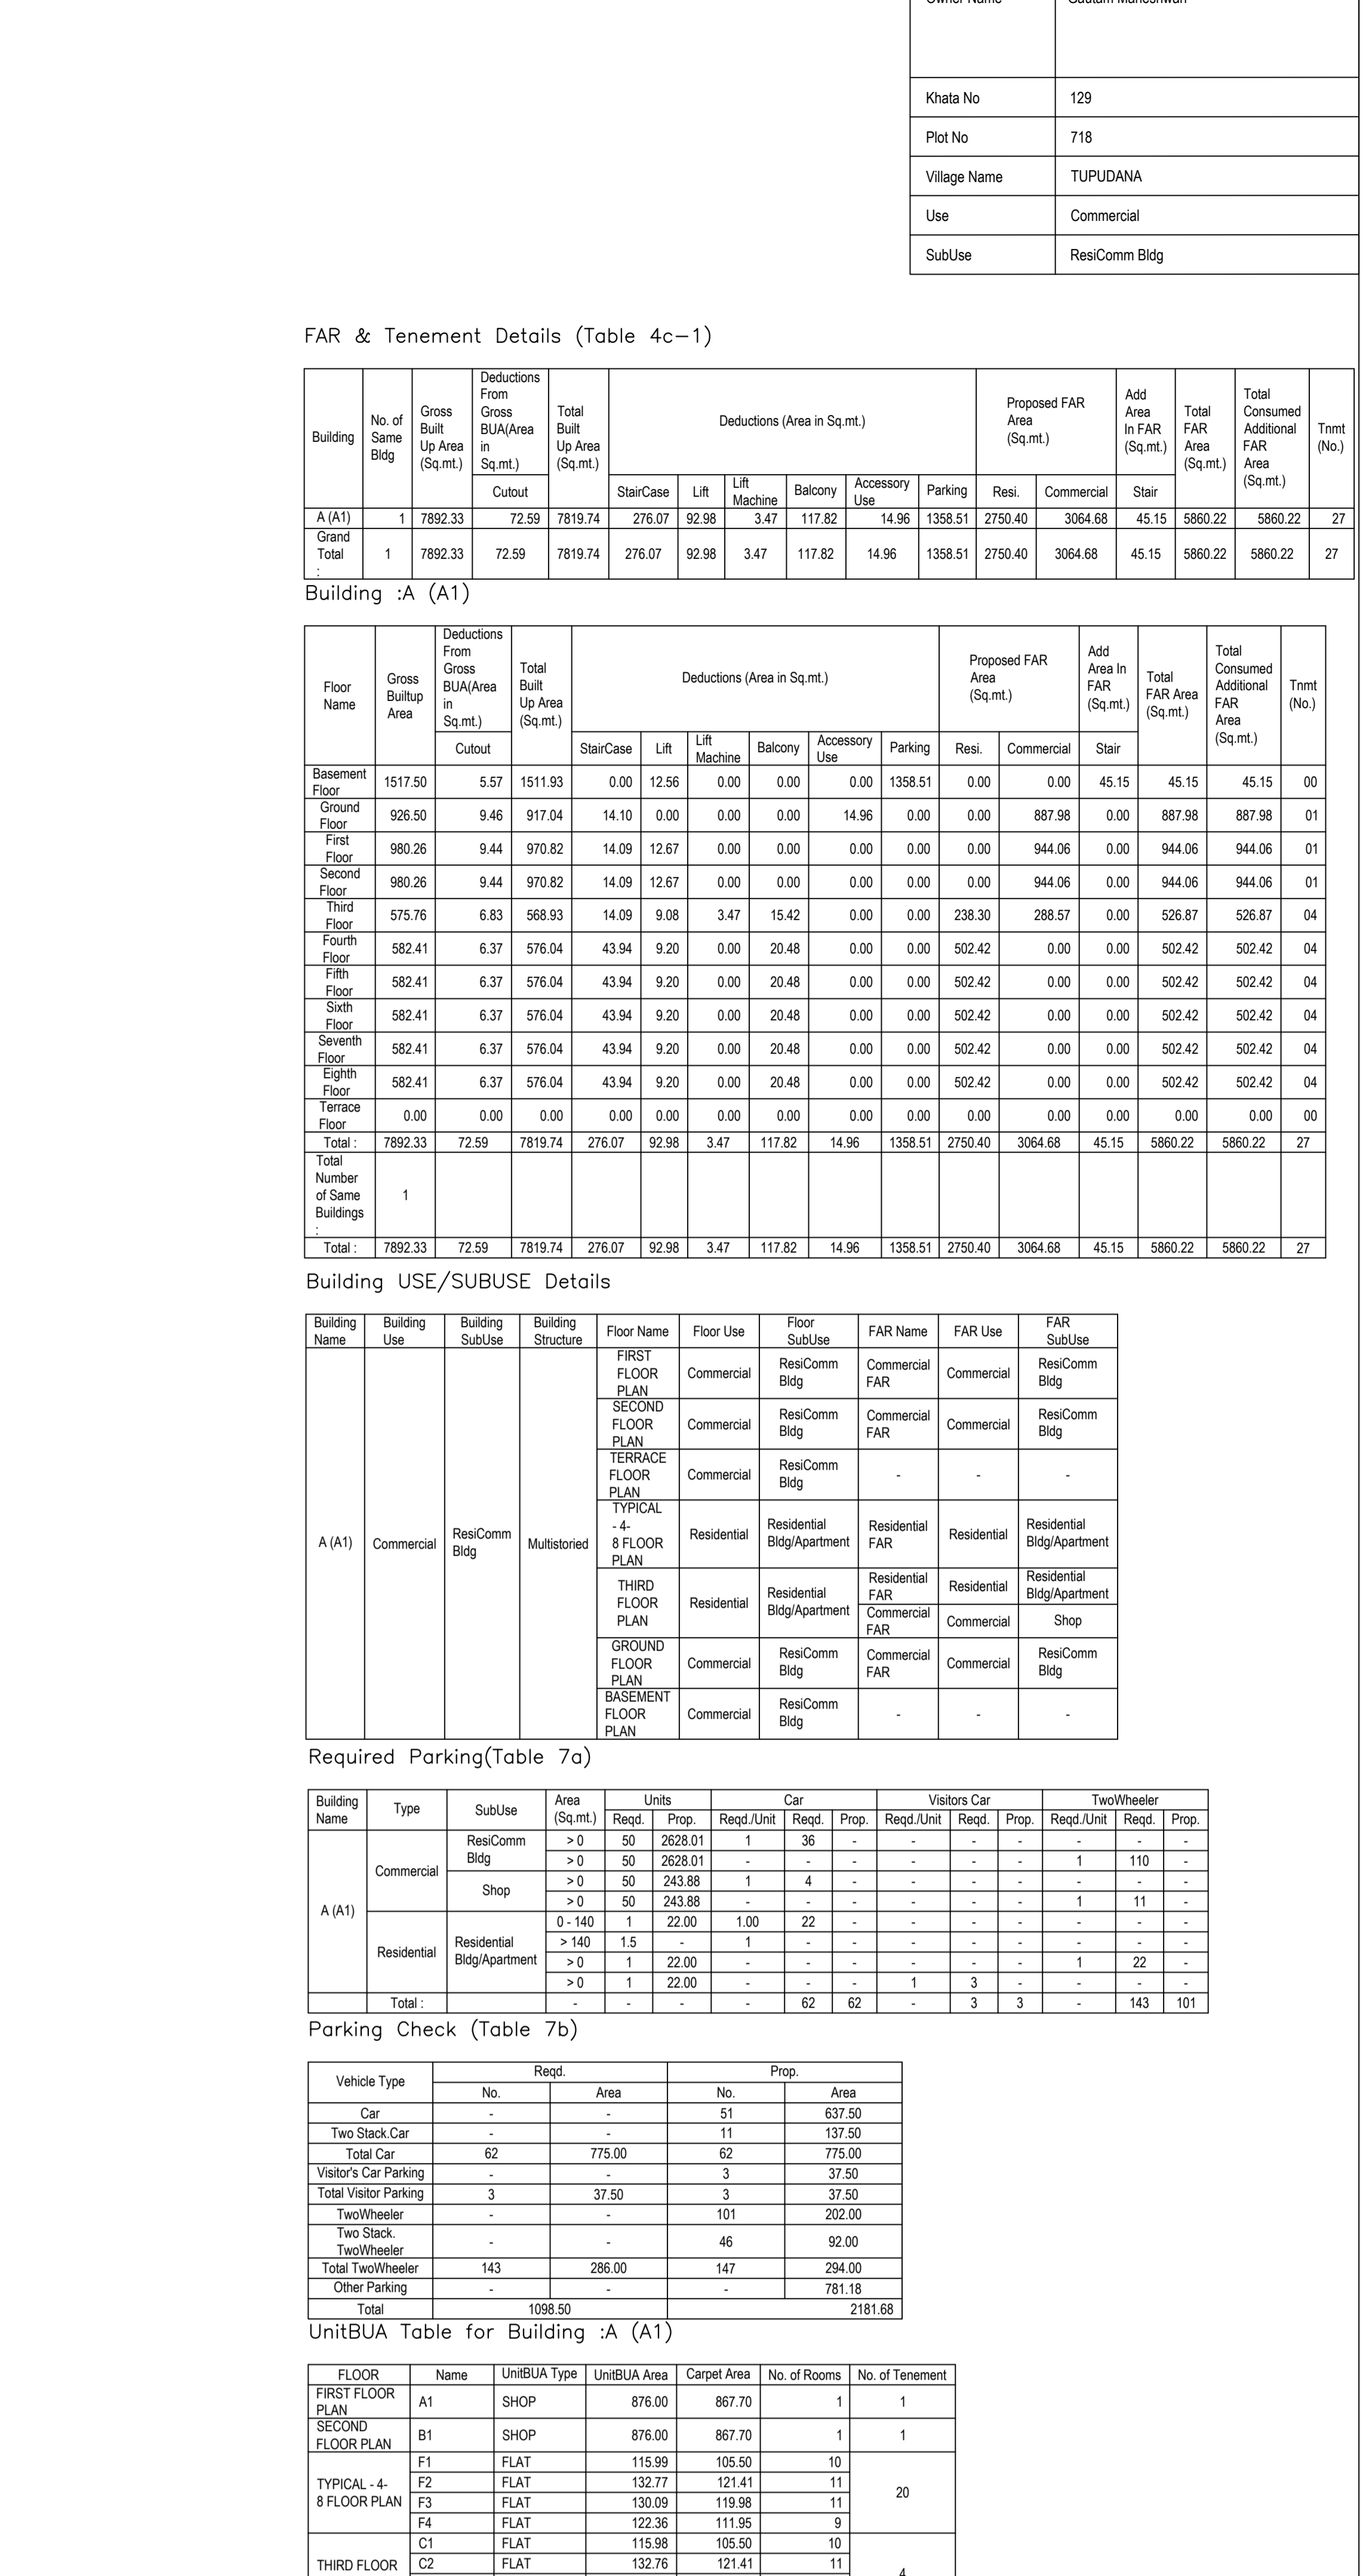 Khata No 129
Plot No 718
Village Name TUPUDANA
Use Commercial
SubUse ResiComm Bldg
FAR & Tenement Details (Table 4c-1)
Building No. of Same Bldg Gross Built Up Area (Sq.mt.) Deductions From Gross BUA(Area in Sq.mt.) Total Built Up Area (Sq.mt.) Deductions (Area in Sq.mt.) Proposed FAR Area (Sq.mt.) Add Area In FAR (Sq.mt.) Total FAR Area (Sq.mt.) Total Consumed Additional FAR Area (Sq.mt.) Tnmt (No.)
Cutout StairCase Lift Lift Machine Balcony Accessory Use Parking Resi. Commercial Stair
A (A1) 1 7892.33 72.59 7819.74 276.07 92.98 3.47 117.82 14.96 1358.51 2750.40 3064.68 45.15 5860.22 5860.22 27
Grand Total : 1 7892.33 72.59 7819.74 276.07 92.98 3.47 117.82 14.96 1358.51 2750.40 3064.68 45.15 5860.22 5860.22 27
Building :A (A1)
Floor Name Gross Builtup Area Deductions From Gross BUA(Area in Sq.mt.) Total Built Up Area (Sq.mt.) Deductions (Area in Sq.mt.) Proposed FAR Area (Sq.mt.) Add Area In FAR (Sq.mt.) Total FAR Area (Sq.mt.) Total Consumed Additional FAR Area (Sq.mt.) Tnmt (No.)
Cutout StairCase Lift Lift Machine Balcony Accessory Use Parking Resi. Commercial Stair
Basement Floor 1517.50 5.57 1511.93 0.00 12.56 0.00 0.00 0.00 1358.51 0.00 0.00 45.15 45.15 45.15 00
Ground Floor 926.50 9.46 917.04 14.10 0.00 0.00 0.00 14.96 0.00 0.00 887.98 0.00 887.98 887.98 01
First Floor 980.26 9.44 970.82 14.09 12.67 0.00 0.00 0.00 0.00 0.00 944.06 0.00 944.06 944.06 01
Second Floor 980.26 9.44 970.82 14.09 12.67 0.00 0.00 0.00 0.00 0.00 944.06 0.00 944.06 944.06 01
Third Floor 575.76 6.83 568.93 14.09 9.08 3.47 15.42 0.00 0.00 238.30 288.57 0.00 526.87 526.87 04
Fourth Floor 582.41 6.37 576.04 43.94 9.20 0.00 20.48 0.00 0.00 502.42 0.00 0.00 502.42 502.42 04
Fifth Floor 582.41 6.37 576.04 43.94 9.20 0.00 20.48 0.00 0.00 502.42 0.00 0.00 502.42 502.42 04
Sixth Floor 582.41 6.37 576.04 43.94 9.20 0.00 20.48 0.00 0.00 502.42 0.00 0.00 502.42 502.42 04
Seventh Floor 582.41 6.37 576.04 43.94 9.20 0.00 20.48 0.00 0.00 502.42 0.00 0.00 502.42 502.42 04
Eighth Floor 582.41 6.37 576.04 43.94 9.20 0.00 20.48 0.00 0.00 502.42 0.00 0.00 502.42 502.42 04
Terrace Floor 0.00 0.00 0.00 0.00 0.00 0.00 0.00 0.00 0.00 0.00 0.00 0.00 0.00 0.00 00
Total : 7892.33 72.59 7819.74 276.07 92.98 3.47 117.82 14.96 1358.51 2750.40 3064.68 45.15 5860.22 5860.22 27
Total Number of Same Buildings : 1
Total : 7892.33 72.59 7819.74 276.07 92.98 3.47 117.82 14.96 1358.51 2750.40 3064.68 45.15 5860.22 5860.22 27
Building USE/SUBUSE Details
Building Name Building Use Building SubUse Building Structure Floor Name Floor Use Floor SubUse FAR Name FAR Use FAR SubUse
A (A1) Commercial ResiComm Bldg Multistoried
FIRST FLOOR PLAN Commercial ResiComm Bldg Commercial FAR Commercial ResiComm Bldg
SECOND FLOOR PLAN Commercial ResiComm Bldg Commercial FAR Commercial ResiComm Bldg
TERRACE FLOOR PLAN Commercial ResiComm Bldg - - -
TYPICAL - 4- 8 FLOOR PLAN Residential Residential Bldg/Apartment Residential FAR Residential Residential Bldg/Apartment
THIRD FLOOR PLAN Residential Residential Bldg/Apartment Residential FAR Residential Residential Bldg/Apartment
Commercial FAR Commercial Shop
GROUND FLOOR PLAN Commercial ResiComm Bldg Commercial FAR Commercial ResiComm Bldg
BASEMENT FLOOR PLAN Commercial ResiComm Bldg - - -
Required Parking(Table 7a)
Building Name Type SubUse Area (Sq.mt.) Units Car Visitors Car TwoWheeler
Reqd. Prop. Reqd./Unit Reqd. Prop. Reqd./Unit Reqd. Prop. Reqd./Unit Reqd. Prop.
A (A1) Commercial ResiComm Bldg > 0 50 2628.01 1 36 - - - - - - -
> 0 50 2628.01 - - - - - - 1 110 -
Shop > 0 50 243.88 1 4 - - - - - - -
> 0 50 243.88 - - - - - - 1 11 -
Residential Residential Bldg/Apartment 0 - 140 1 22.00 1.00 22 - - - - - - -
> 140 1.5 - 1 - - - - - - - -
> 0 1 22.00 - - - - - - 1 22 -
> 0 1 22.00 - - - 1 3 - - - -
Total : - - - - 62 62 - 3 3 - 143 101
Parking Check (Table 7b)
Vehicle Type Reqd. Prop.
No. Area No. Area
Car - - 51 637.50
Two Stack.Car - - 11 137.50
Total Car 62 775.00 62 775.00
Visitor's Car Parking - - 3 37.50
Total Visitor Parking 3 37.50 3 37.50
TwoWheeler - - 101 202.00
Two Stack. TwoWheeler - - 46 92.00
Total TwoWheeler 143 286.00 147 294.00
Other Parking - - - 781.18
Total 1098.50 2181.68
UnitBUA Table for Building :A (A1)
FLOOR Name UnitBUA Type UnitBUA Area Carpet Area No. of Rooms No. of Tenement
FIRST FLOOR PLAN A1 SHOP 876.00 867.70 1 1
SECOND FLOOR PLAN B1 SHOP 876.00 867.70 1 1
TYPICAL - 4- 8 FLOOR PLAN F1 FLAT 115.99 105.50 10 20
F2 FLAT 132.77 121.41 11
F3 FLAT 130.09 119.98 11
F4 FLAT 122.36 111.95 9
THIRD FLOOR C1 FLAT 115.98 105.50 10
C2 FLAT 132.76 121.41 11